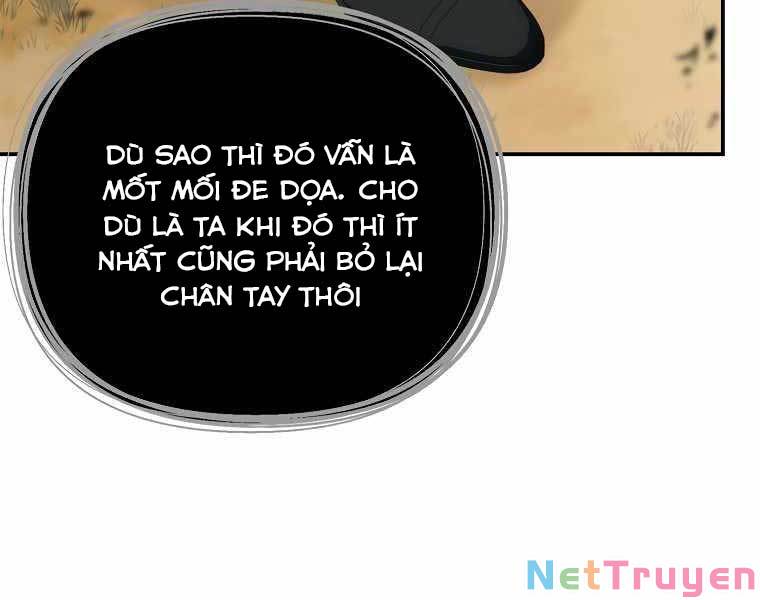 DÙ SAO THÌ ĐÓ VẪN LÀ
MỐT MỐI ĐE DỌA. CHO
DÙ LÀ TA KHI ĐÓ THÌ ÍT
NHẤT CŨNG PHẢI BỎ LẠI
CHÂN TAY THÔI
NetTruyen